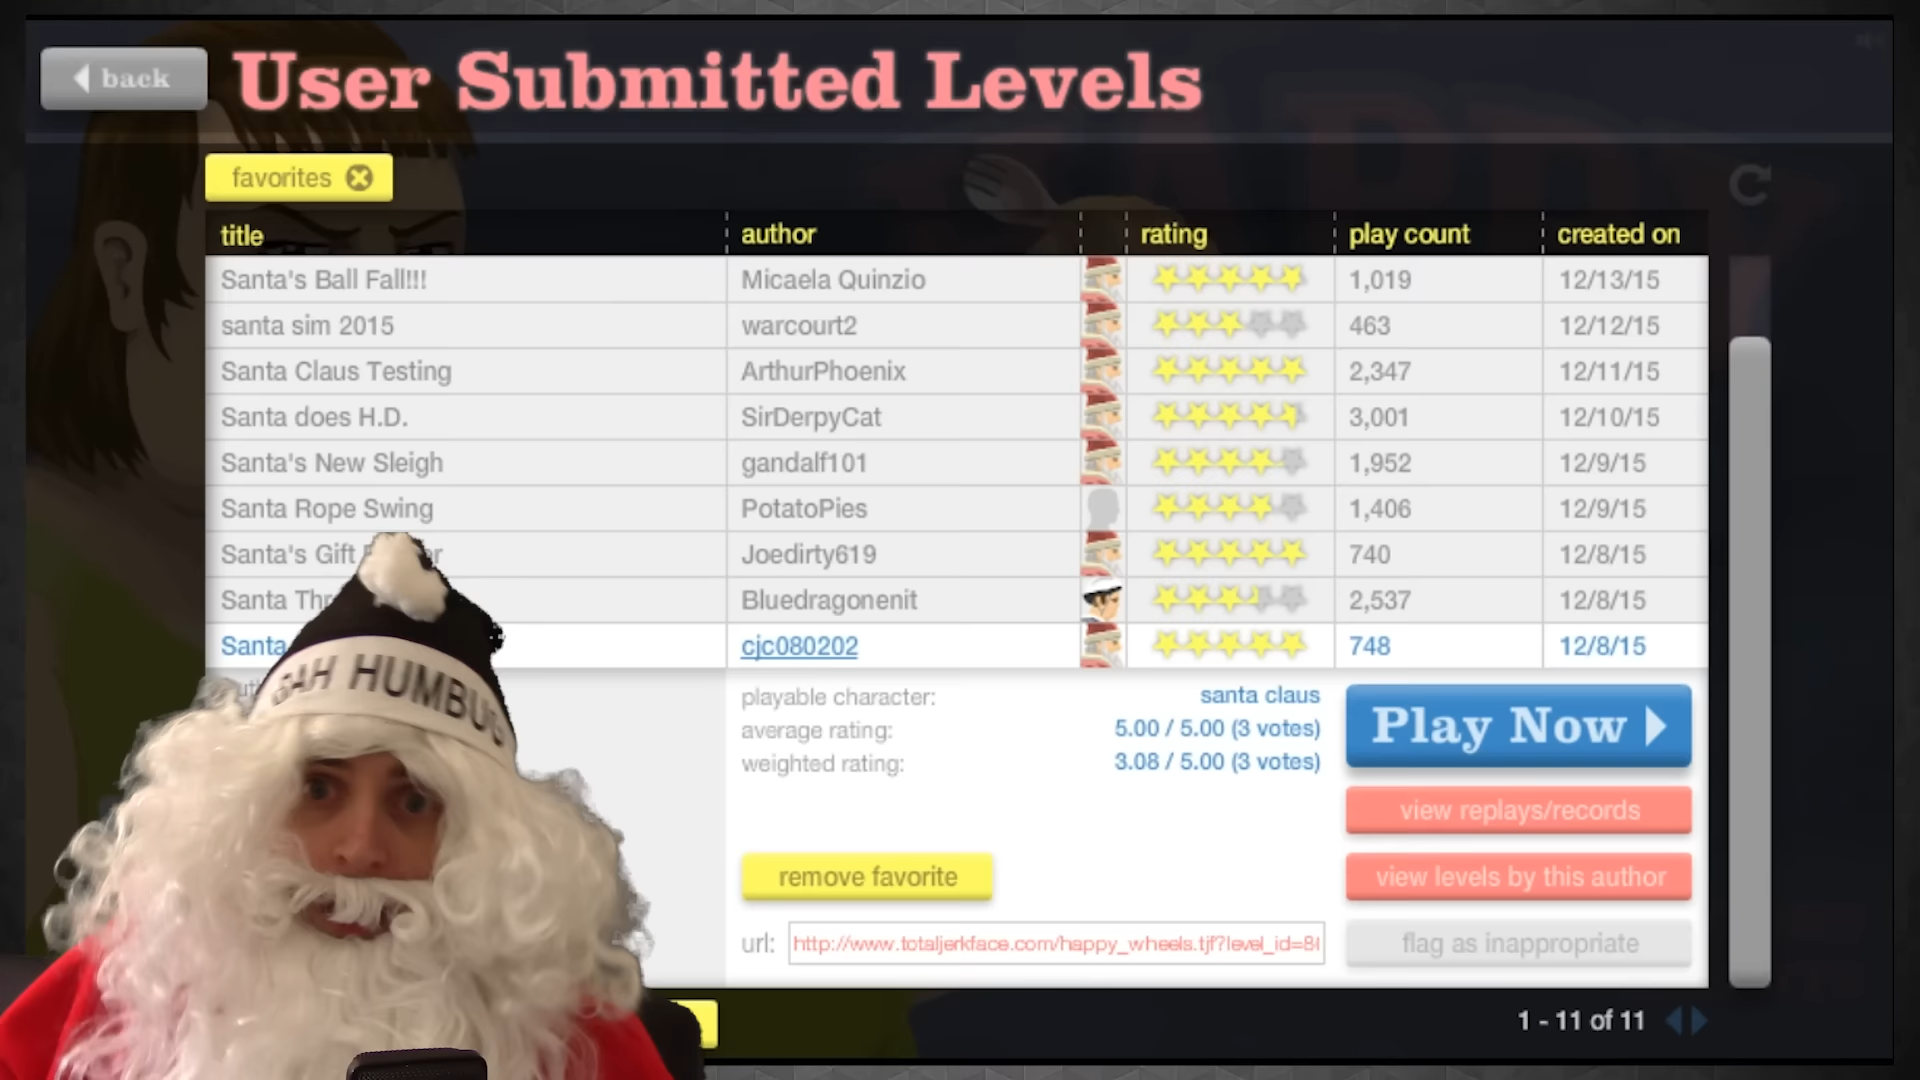 back
User Submitted Levels
favorites
title author rating play count created on
Santa's Ball Fall!!! Micaela Quinzio 1,019 12/13/15
santa sim 2015 warcourt2 463 12/12/15
Santa Claus Testing ArthurPhoenix 2,347 12/11/15
Santa does H.D. SirDerpyCat 3,001 12/10/15
Santa's New Sleigh gandalf101 1,952 12/9/15
Santa Rope Swing PotatoPies 1,406 12/9/15
Santa's Gift Joedirty619 740 12/8/15
Santa Bluedragonenit 2,537 12/8/15
Santa cjc080202 748 12/8/15
BAH HUMBUG
playable character: santa claus
average rating: 5.00 / 5.00 (3 votes)
weighted rating: 3.08 / 5.00 (3 votes)
Play Now
view replays/records
remove favorite
view levels by this author
url: http://www.totaljerkface.com/happy_wheels.tjf?level_id=8
flag as inappropriate
1 - 11 of 11